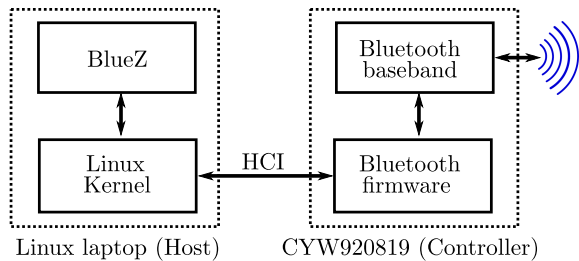 BlueZ
Linux
Kernel
Linux laptop (Host)
HCI
Bluetooth
baseband
Bluetooth
firmware
CYW920819 (Controller)